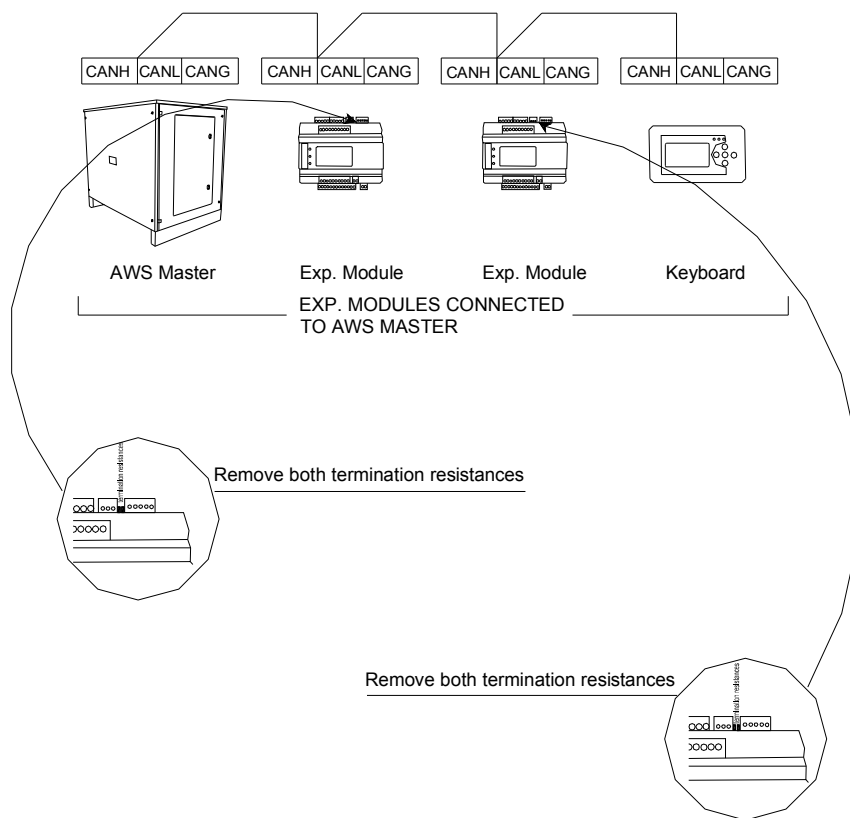 CANH CANL CANG CANH CANL CANG CANH CANL CANG CANH CANL CANG
AWS Master Exp. Module Exp. Module Keyboard
EXP. MODULES CONNECTED
TO AWS MASTER
termination resistances
Remove both termination resistances
Remove both termination resistances
termination resistances